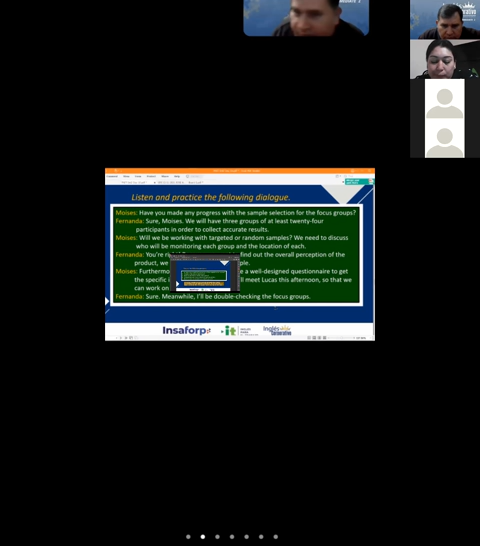 Listen and practice the following dialogue.
Moises: Have you made any progress with the sample selection for the focus groups?
Fernanda: Sure, Moises. We will have three groups of at least twenty-four
participants in order to collect accurate results.
Moises: Will we be working with targeted or random samples? We need to discuss
who will be monitoring each group and the location of each.
Fernanda: You're find out the overall perception of the
product, we
Moises: Furthermo e a well-designed questionnaire to get
the specific ll meet Lucas this afternoon, so that we
can work on
Fernanda: Sure. Meanwhile, I'll be double-checking the focus groups.
Insaforp it Inglés